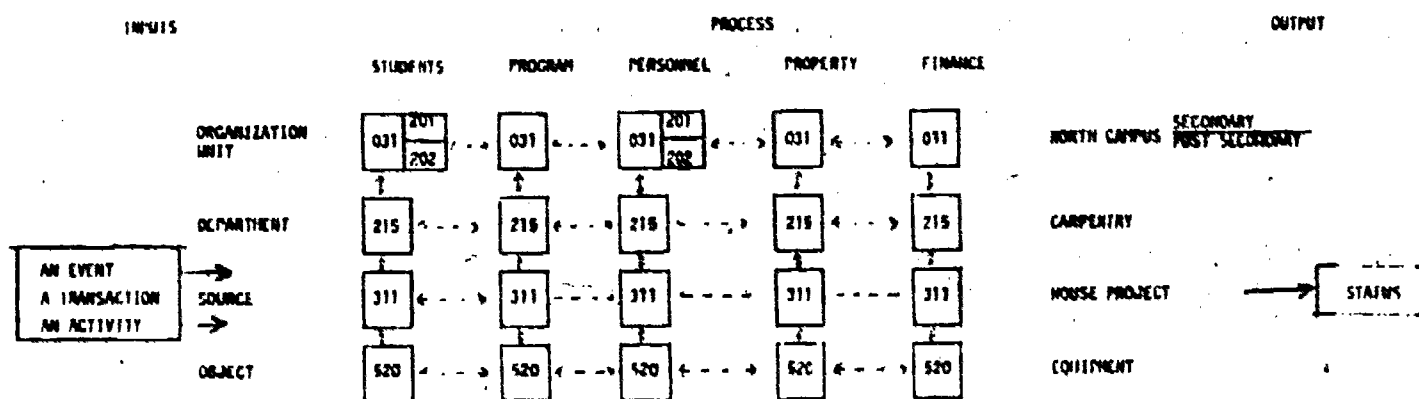 INPUTS PROCESS OUTPUT
STUDENTS PROGRAM PERSONNEL PROPERTY FINANCE
ORGANIZATION UNIT 031 201 202 031 031 201 202 031 031 NORTH CAMPUS SECONDARY POST SECONDARY
DEPARTMENT 215 215 215 215 215 CARPENTRY
AN EVENT
A TRANSACTION SOURCE 311 311 311 311 311 HOUSE PROJECT STATUS
AN ACTIVITY
OBJECT 520 520 520 520 520 EQUIPMENT